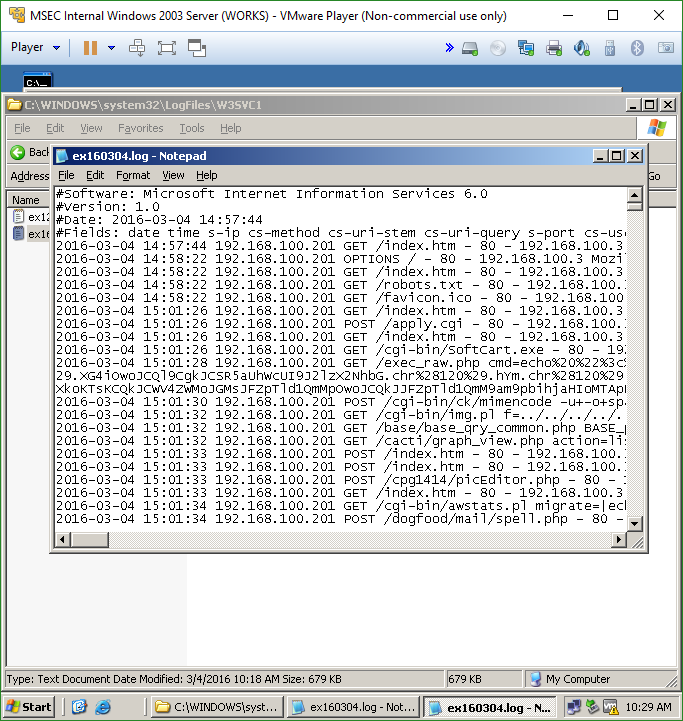 MSEC Internal Windows 2003 Server (WORKS) - VMware Player (Non-commercial use only)
Player
C:\WINDOWS\system32\LogFiles\W3SVC1
File Edit View Favorites Tools Help
Back
Address Go
Name
ex12
ex16
ex160304.log - Notepad
File Edit Format View Help
#Software: Microsoft Internet Information Services 6.0
#Version: 1.0
#Date: 2016-03-04 14:57:44
#Fields: date time s-ip cs-method cs-uri-stem cs-uri-query s-port cs-use
2016-03-04 14:57:44 192.168.100.201 GET /index.htm - 80 - 192.168.100.3
2016-03-04 14:58:22 192.168.100.201 OPTIONS / - 80 - 192.168.100.3 Mozil
2016-03-04 14:58:22 192.168.100.201 GET /index.htm - 80 - 192.168.100.3
2016-03-04 14:58:22 192.168.100.201 GET /robots.txt - 80 - 192.168.100.
2016-03-04 14:58:22 192.168.100.201 GET /favicon.ico - 80 - 192.168.100
2016-03-04 15:01:26 192.168.100.201 GET /index.htm - 80 - 192.168.100.3
2016-03-04 15:01:26 192.168.100.201 POST /apply.cgi - 80 - 192.168.100.
2016-03-04 15:01:26 192.168.100.201 GET /index.htm - 80 - 192.168.100.3
2016-03-04 15:01:28 192.168.100.201 GET /cgi-bin/SoftCart.exe - 80 - 192
2016-03-04 15:01:28 192.168.100.201 GET /exec_raw.php cmd=echo%20%22%3c%
2016-03-04 15:01:30 192.168.100.201 POST /cgi-bin/ck/mimencode -u+-o+spa
2016-03-04 15:01:32 192.168.100.201 GET /cgi-bin/img.pl f=../../../../.
2016-03-04 15:01:32 192.168.100.201 GET /base/base_qry_common.php BASE_p
2016-03-04 15:01:33 192.168.100.201 GET /cacti/graph_view.php action=lis
2016-03-04 15:01:33 192.168.100.201 POST /index.htm - 80 - 192.168.100.
2016-03-04 15:01:33 192.168.100.201 POST /index.htm - 80 - 192.168.100.
2016-03-04 15:01:33 192.168.100.201 POST /cpg1414/picEditor.php - 80 - 1
2016-03-04 15:01:33 192.168.100.201 GET /index.htm - 80 - 192.168.100.3
2016-03-04 15:01:34 192.168.100.201 GET /cgi-bin/awstats.pl migrate=|ech
2016-03-04 15:01:34 192.168.100.201 POST /dogfood/mail/spell.php - 80 -
Type: Text Document Date Modified: 3/4/2016 10:18 AM Size: 679 KB 679 KB My Computer
Start C:\WINDOWS\syst... ex160304.log - Not... ex160304.log - N... 10:29 AM